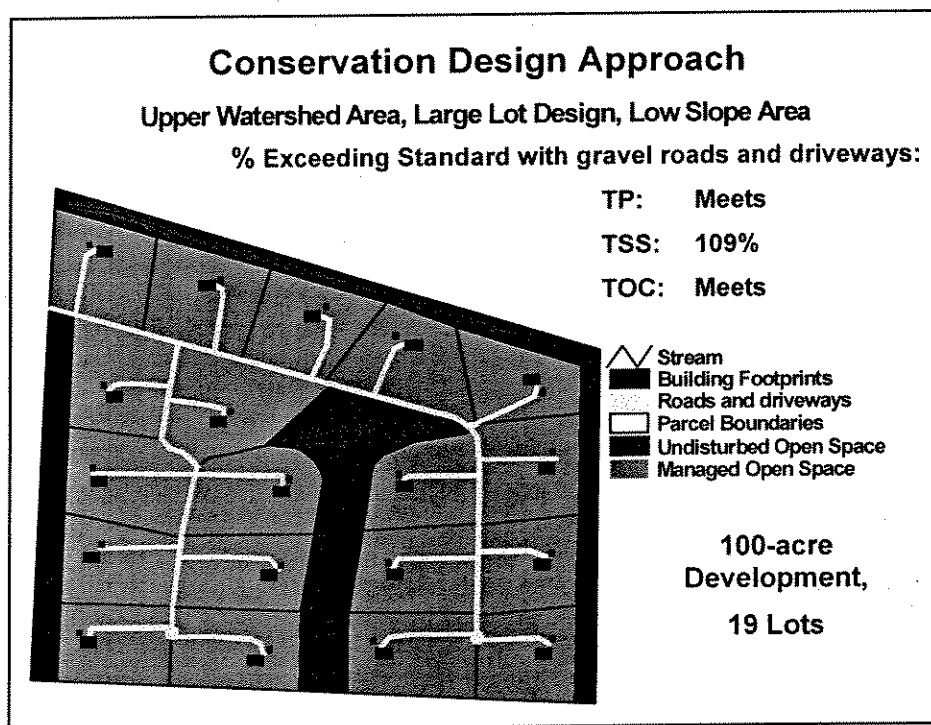 Conservation Design Approach
Upper Watershed Area, Large Lot Design, Low Slope Area
% Exceeding Standard with gravel roads and driveways:
TP: Meets
TSS: 109%
TOC: Meets
Stream
Building Footprints
Roads and driveways
Parcel Boundaries
Undisturbed Open Space
Managed Open Space
100-acre
Development,
19 Lots